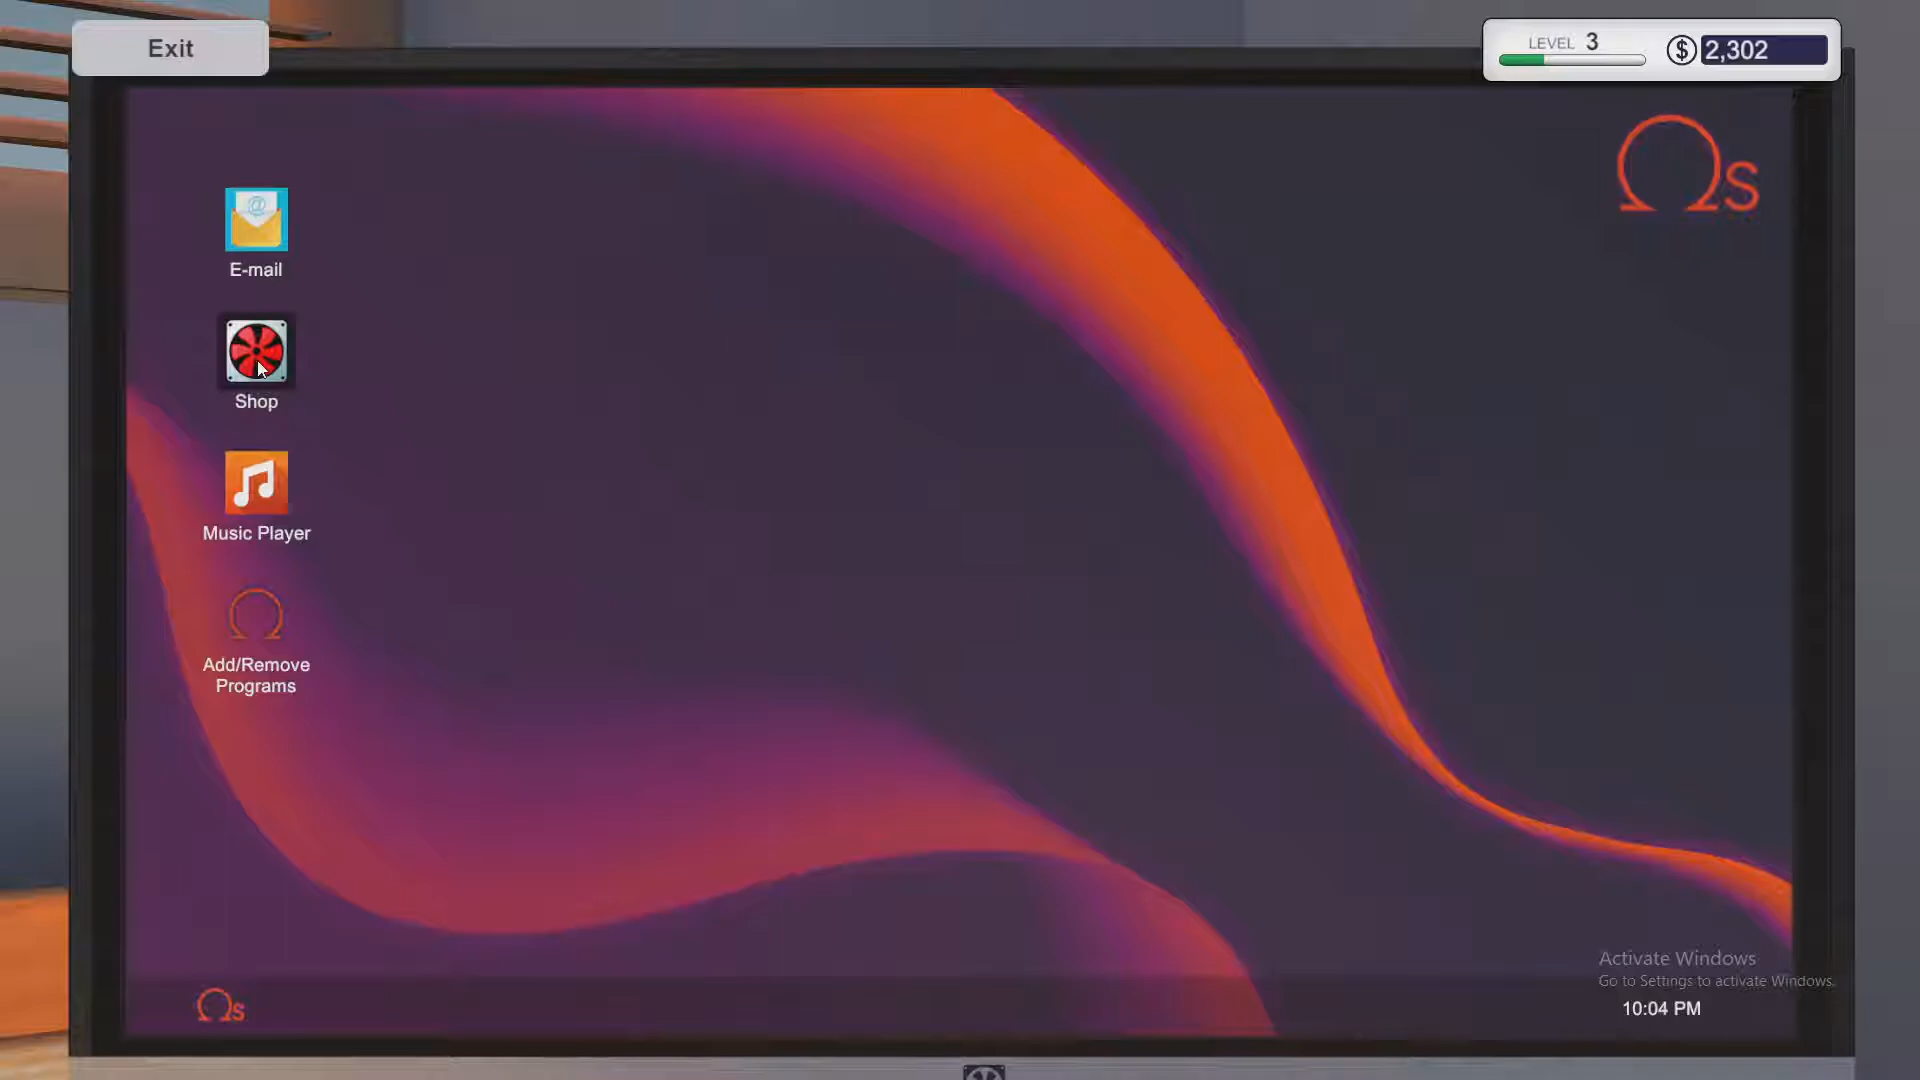 Exit
LEVEL 3
$ 2,302
Ωs
E-mail
Shop
Music Player
Add/Remove
Programs
Activate Windows
Go to Settings to activate Windows.
Ωs
10:04 PM